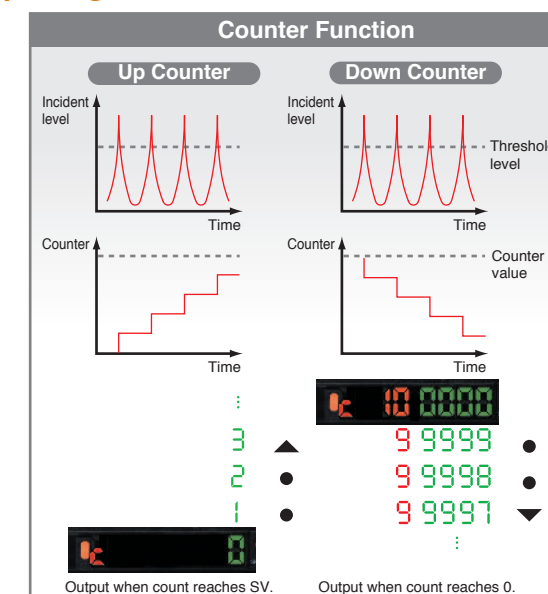 Counter Function
Up Counter
Down Counter
Incident
level
Time
Counter
Time
Incident
level
Threshol
level
Time
Counter
Counter
value
Time
3
2
1
0
Output when count reaches SV.
10 0000
9 9999
9 9998
9 9997
Output when count reaches 0.